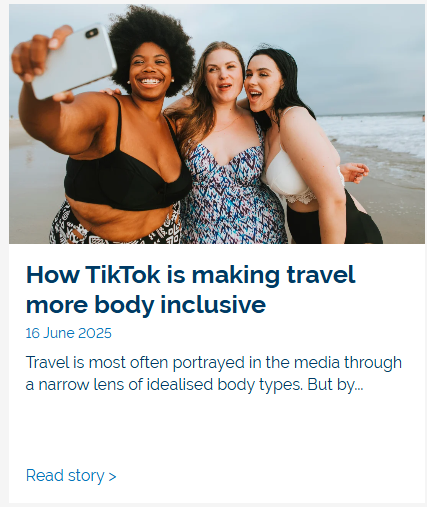 How TikTok is making travel
more body inclusive
16 June 2025
Travel is most often portrayed in the media through
a narrow lens of idealised body types. But by...
Read story >